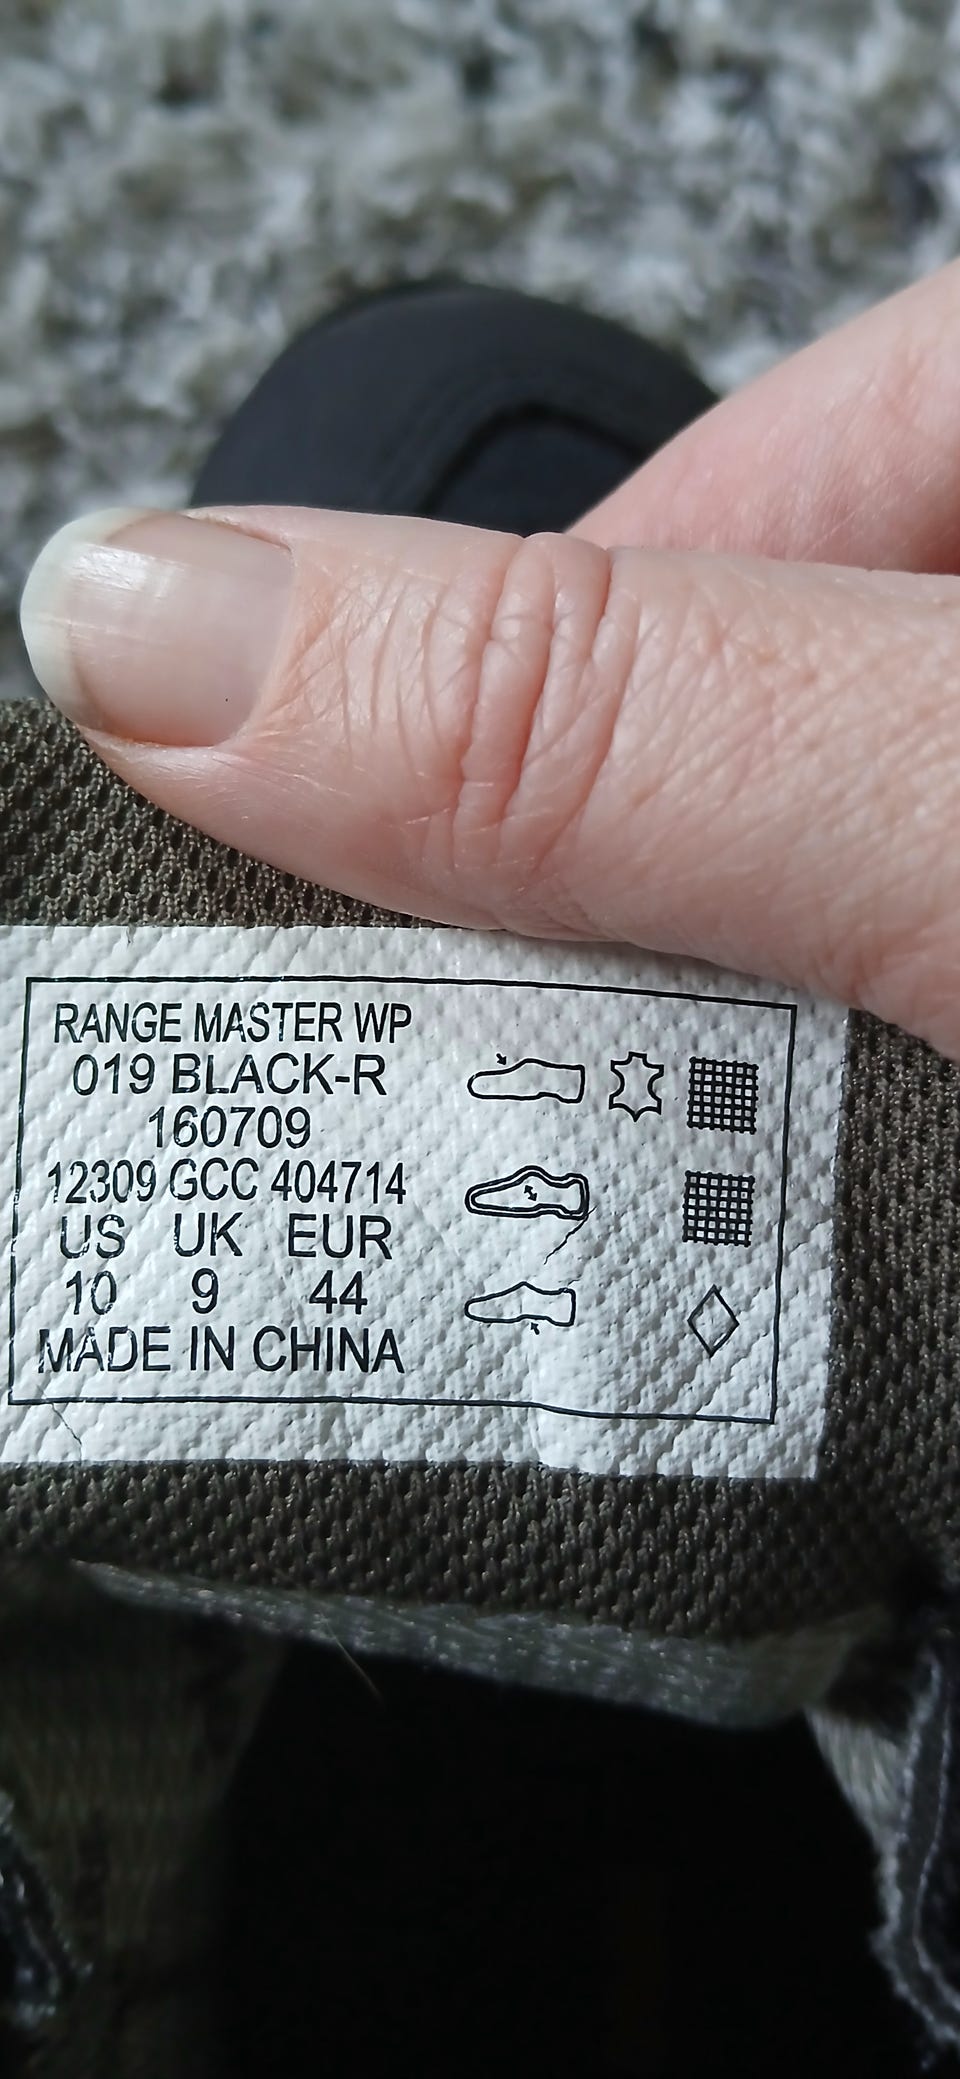 RANGE MASTER WP
019 BLACK-R
160709
12309 GCC 404714
US UK EUR
10 9 44
MADE IN CHINA